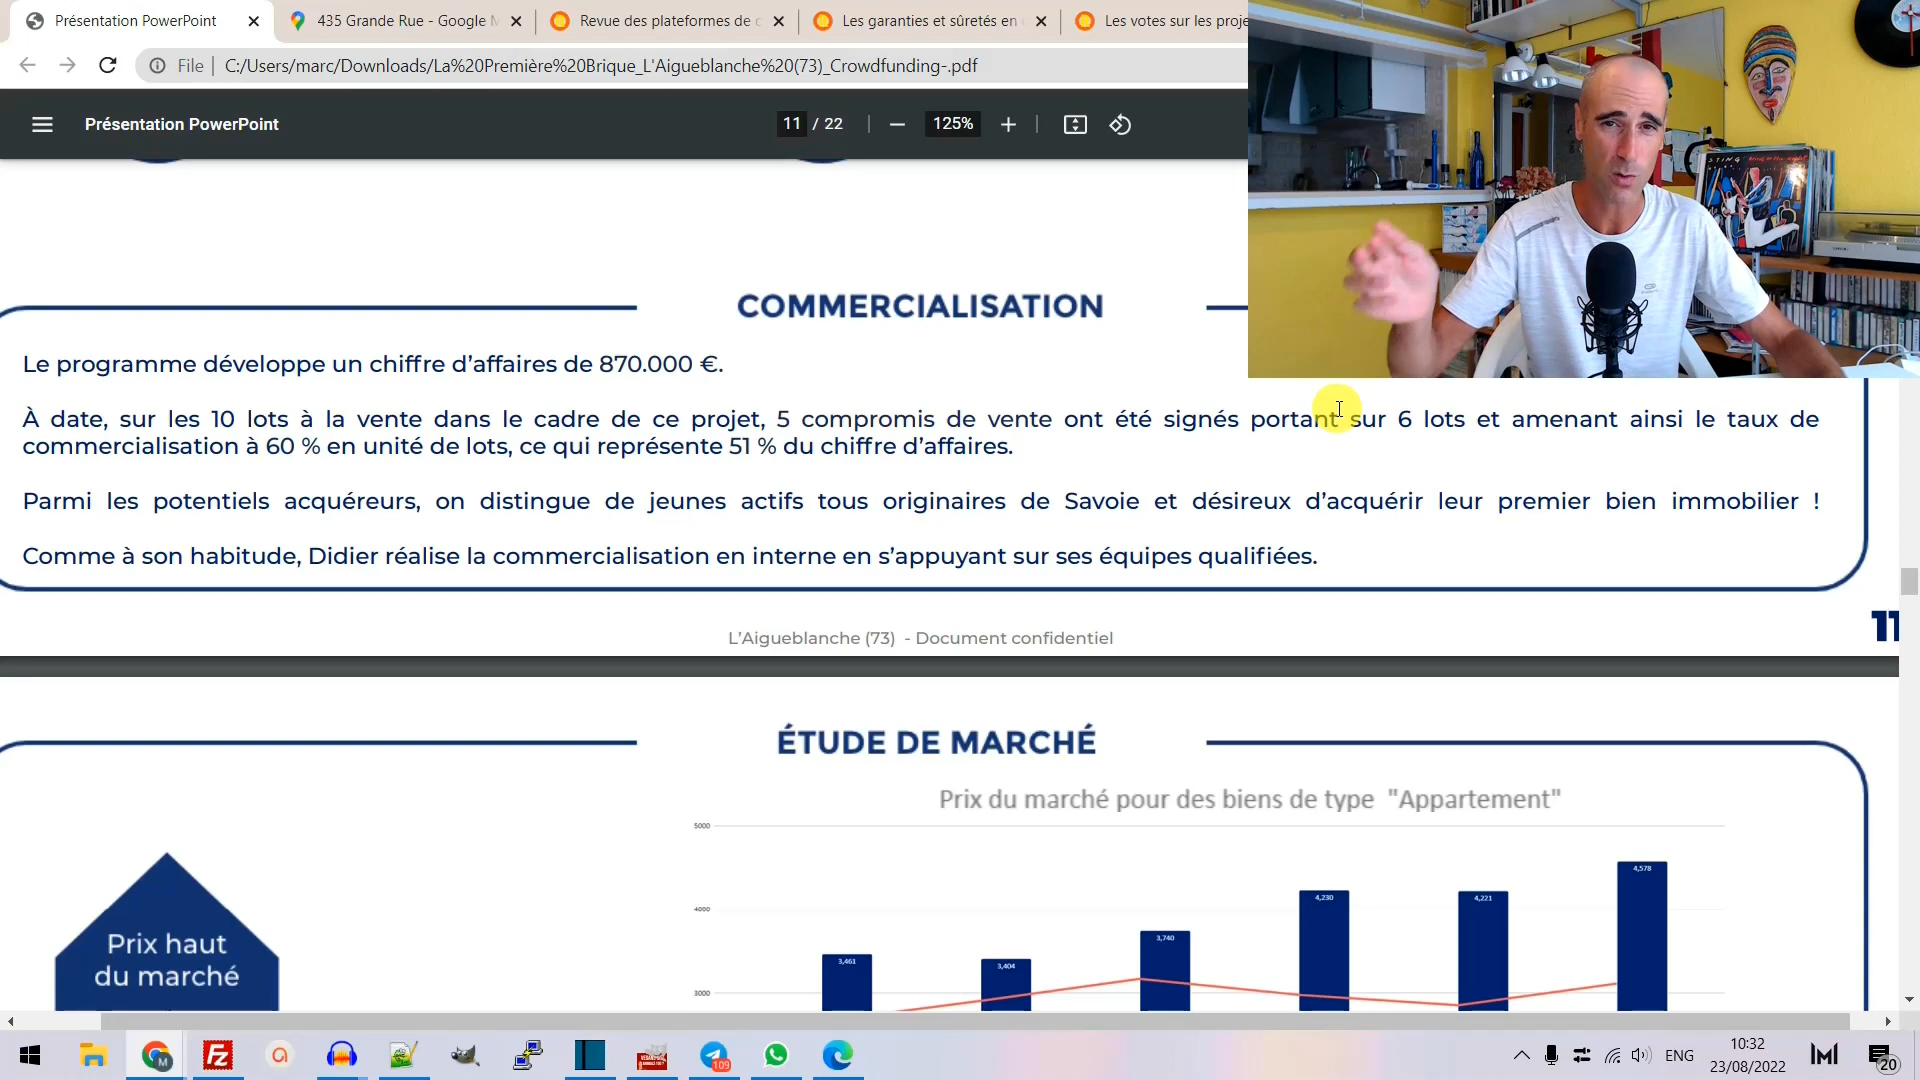 Présentation PowerPoint
435 Grande Rue - Google M
Revue des plateformes de c
Les garanties et sûretés en
Les votes sur les proje
File
C:/Users/marc/Downloads/La%20Première%20Brique_L'Aigueblanche%20(73)_Crowdfunding-.pdf
Présentation PowerPoint
11 / 22
125%
STING
COMMERCIALISATION
Le programme développe un chiffre d'affaires de 870.000 €.
À date, sur les 10 lots à la vente dans le cadre de ce projet, 5 compromis de vente ont été signés portant sur 6 lots et amenant ainsi le taux de
commercialisation à 60 % en unité de lots, ce qui représente 51 % du chiffre d'affaires.
Parmi les potentiels acquéreurs, on distingue de jeunes actifs tous originaires de Savoie et désireux d'acquérir leur premier bien immobilier !
Comme à son habitude, Didier réalise la commercialisation en interne en s'appuyant sur ses équipes qualifiées.
L'Aigueblanche (73) - Document confidentiel
11
ÉTUDE DE MARCHÉ
Prix du marché pour des biens de type "Appartement"
5000
4000
3000
3,461
3,404
3,740
4,230
4,221
4,578
Prix haut
du marché
109
ENG
10:32
23/08/2022
20